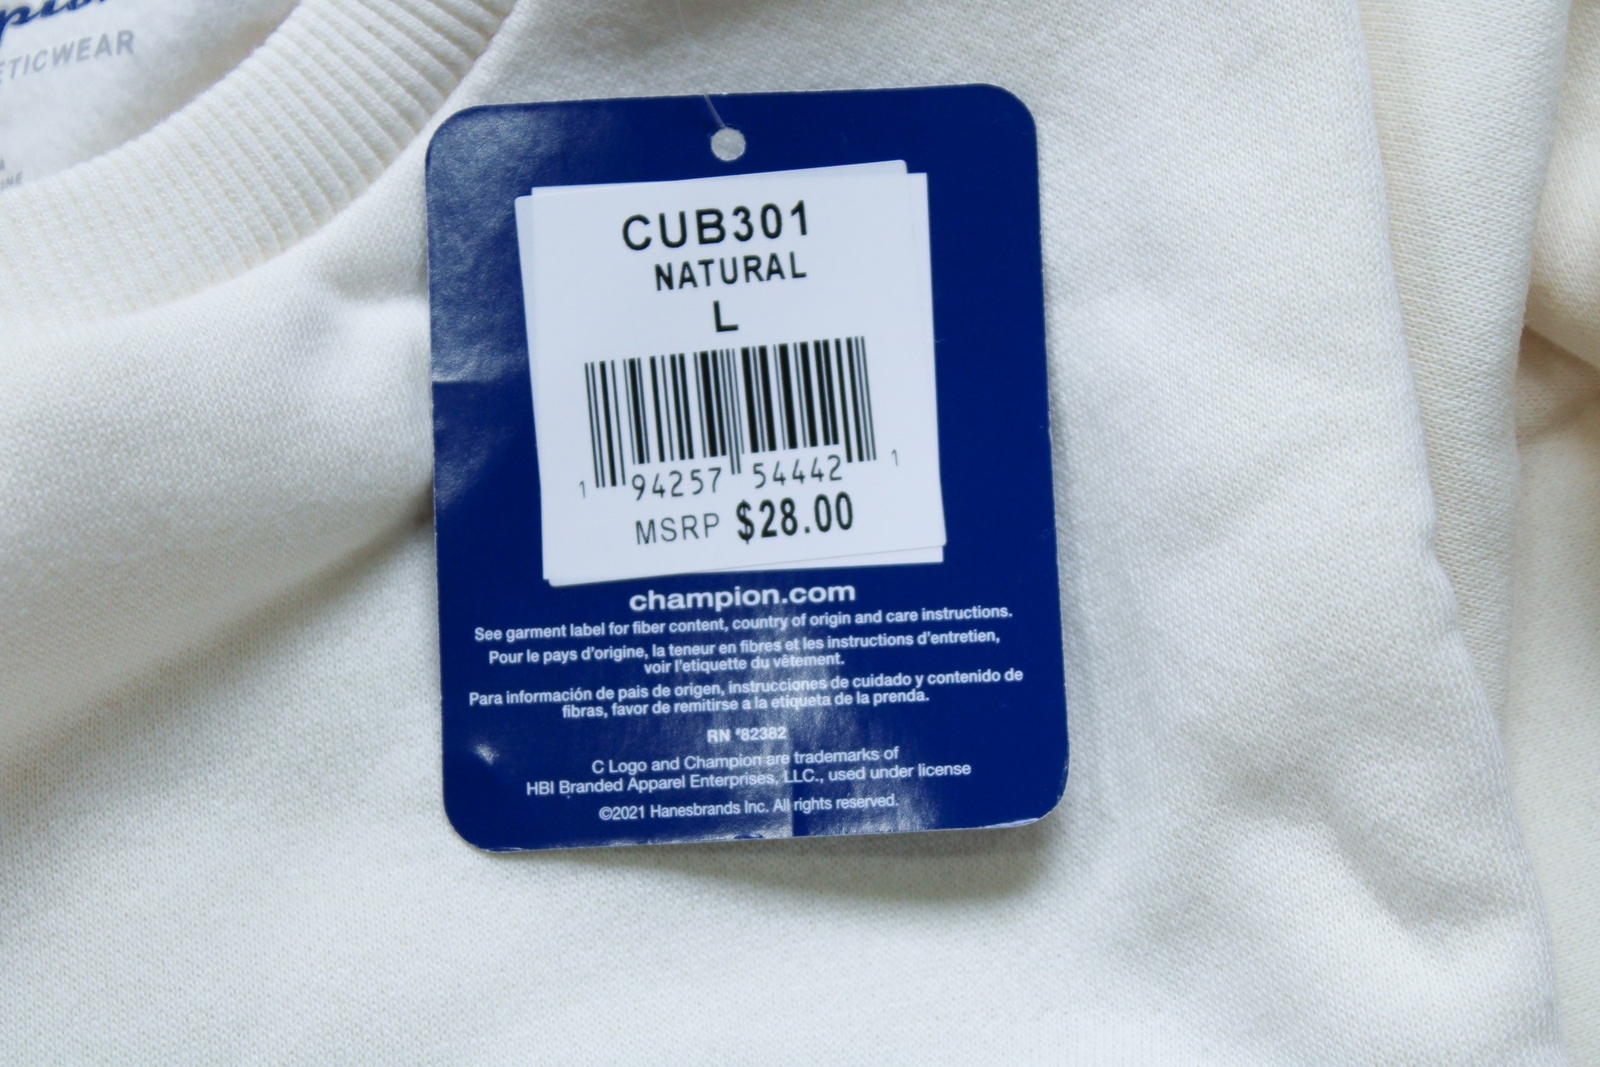 ETICWEAR
CUB301
NATURAL
L
1 94257 54442 1
MSRP $28.00
champion.com
See garment label for fiber content, country of origin and care instructions.
Pour le pays d'origine, la teneur en fibres et les instructions d'entretien,
voir l'etiquette du vêtement.
Para información de pais de origen, instrucciones de cuidado y contenido de
fibras, favor de remitirse a la etiqueta de la prenda.
RN #82382
C Logo and Champion are trademarks of
HBI Branded Apparel Enterprises, LLC., used under license
©2021 Hanesbrands Inc. All rights reserved.